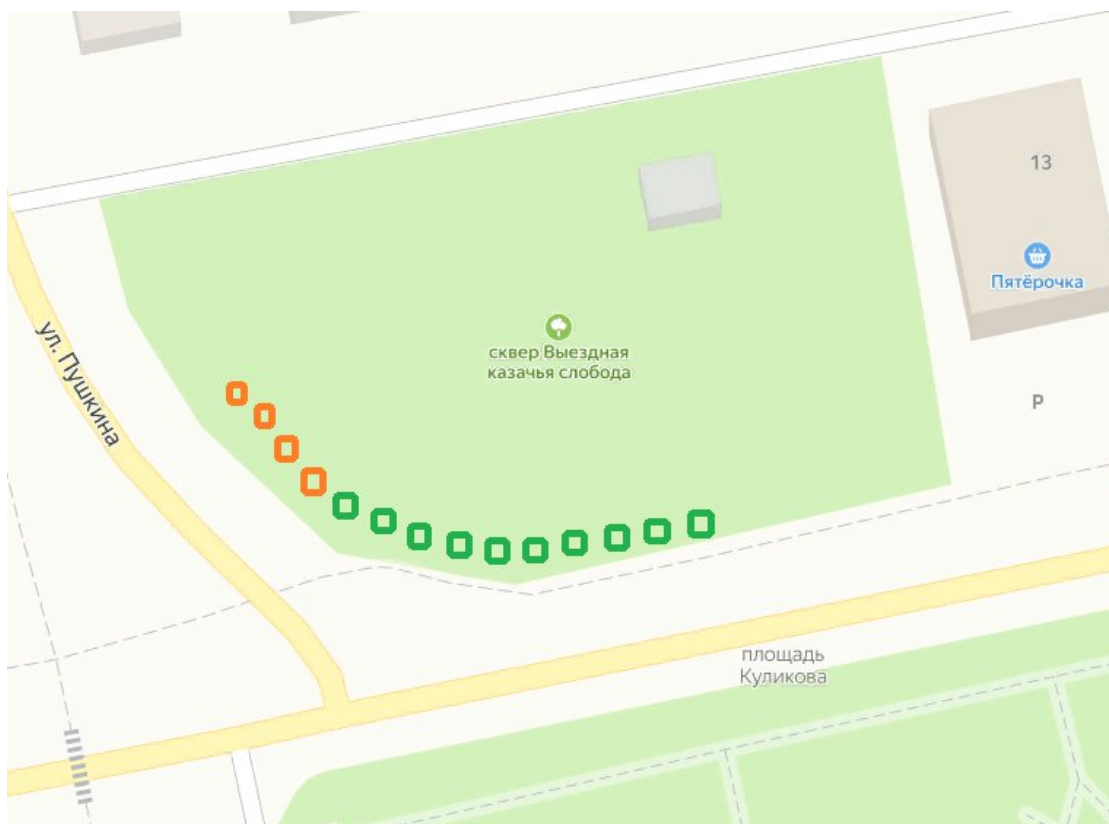 13
Пятёрочка
ул. Пушкина
сквер Выездная
казачья слобода
P
площадь
Куликова